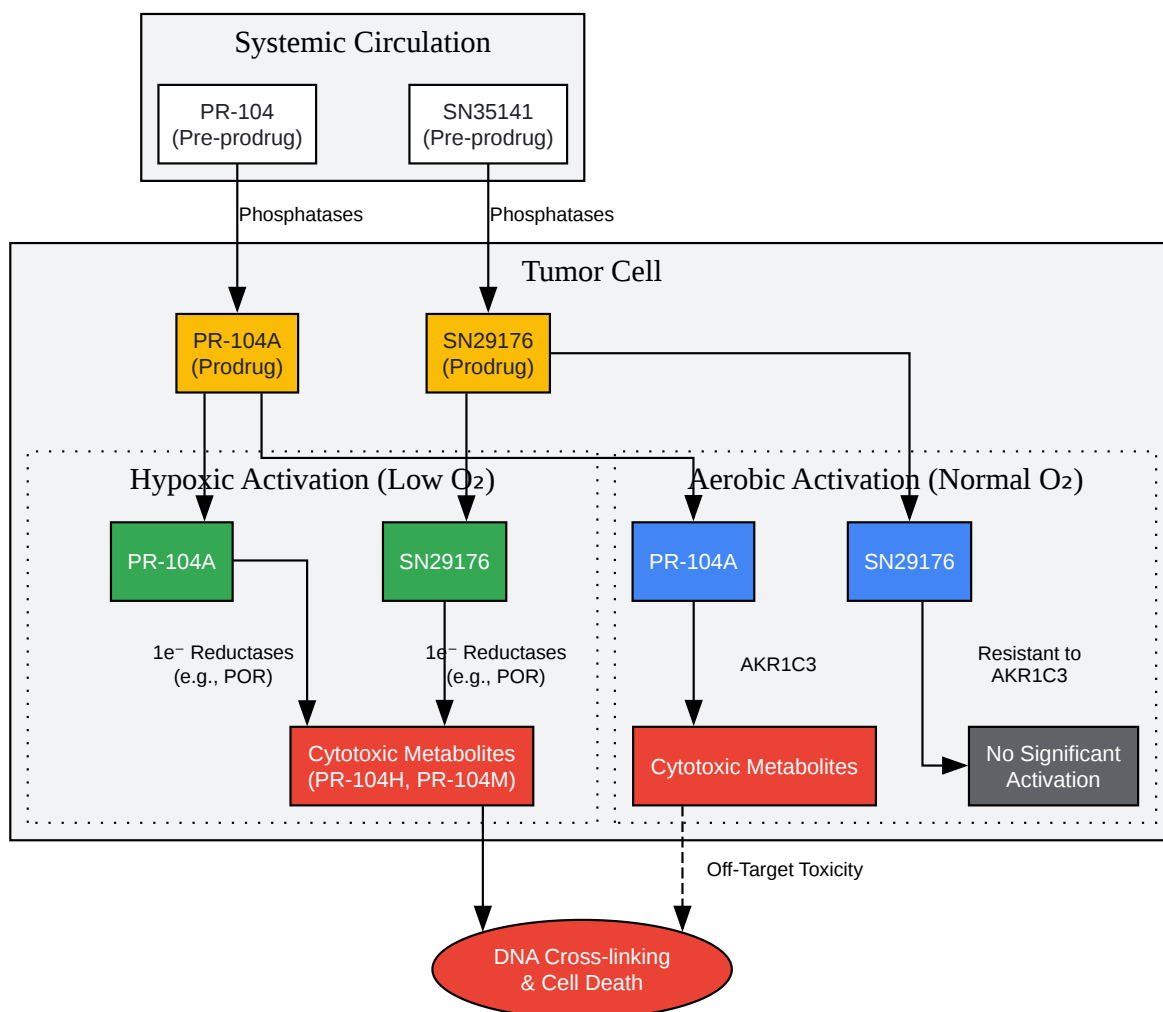 Systemic Circulation
PR-104
(Pre-prodrug)
SN35141
(Pre-prodrug)
Phosphatases
Phosphatases
Tumor Cell
PR-104A
(Prodrug)
SN29176
(Prodrug)
Hypoxic Activation (Low O₂)
Aerobic Activation (Normal O₂)
PR-104A
SN29176
PR-104A
SN29176
1e⁻ Reductases
(e.g., POR)
1e⁻ Reductases
(e.g., POR)
AKR1C3
Resistant to
AKR1C3
Cytotoxic Metabolites
(PR-104H, PR-104M)
Cytotoxic Metabolites
No Significant
Activation
Off-Target Toxicity
DNA Cross-linking
& Cell Death